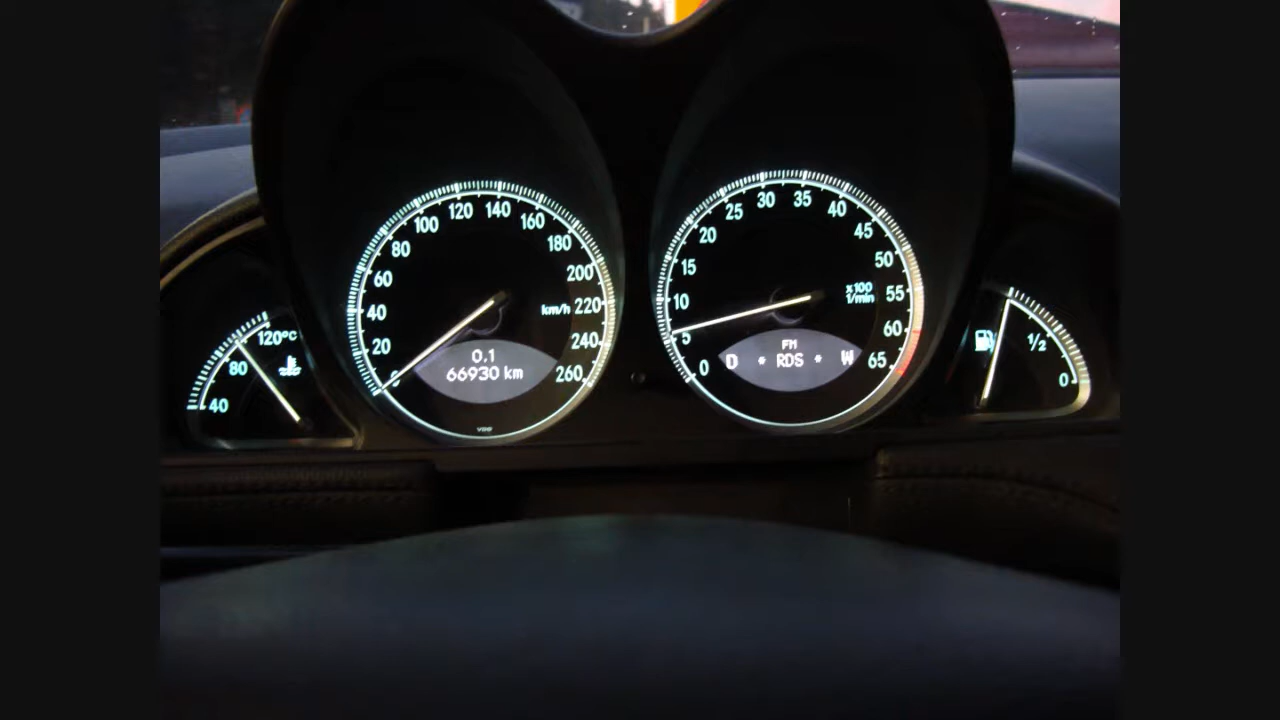 0 20 40 60 80 100 120 140 160 180 200 220 240 260
km/h
0.1
66930 km
VDO
0 5 10 15 20 25 30 35 40 45 50 55 60 65
x100
1/min
FM
D * RDS * W
40 80 120°C
1/2
0